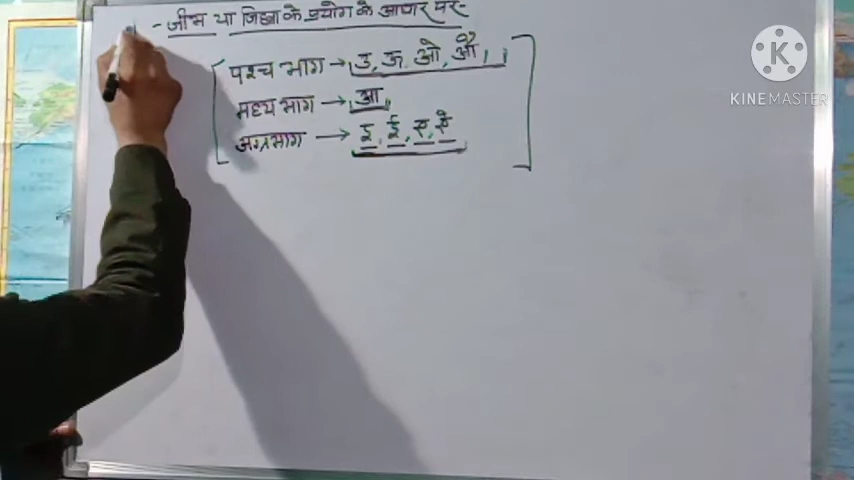 - जीभ या जिह्वा के प्रयोग के आधार पर-
पश्च भाग → उ, ऊ, ओ, औ,
मध्य भाग → आ,
अग्रभाग → इ, ई, ए, ऐ
KINEMASTER